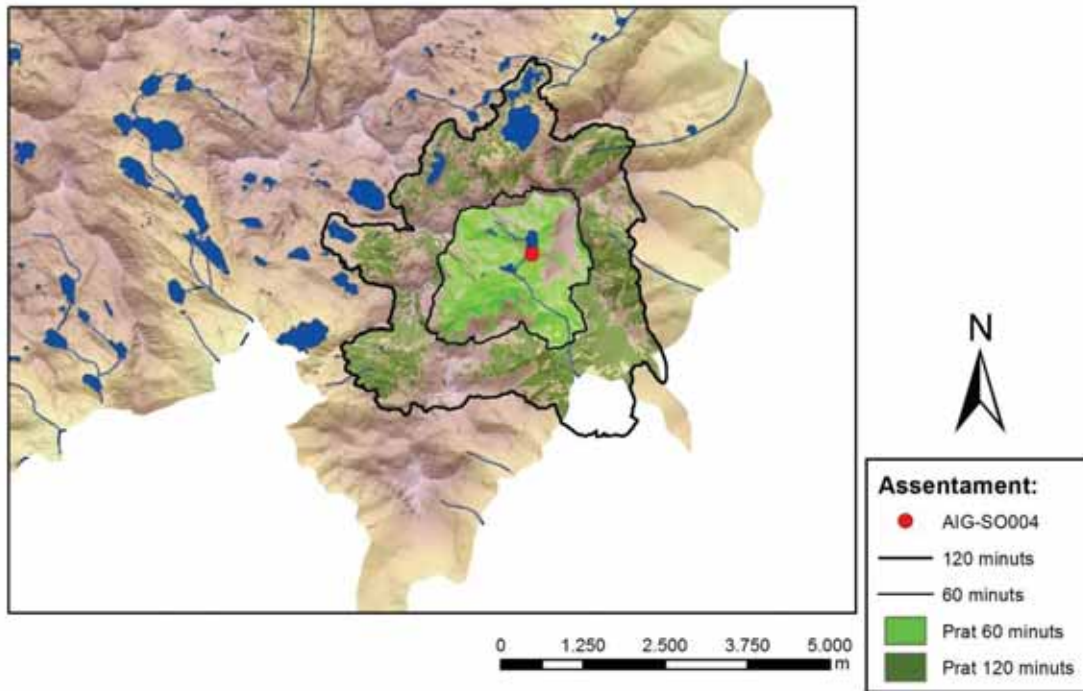 N
Assentament:
AIG-SO004
120 minuts
60 minuts
Prat 60 minuts
Prat 120 minuts
0 1.250 2.500 3.750 5.000
m